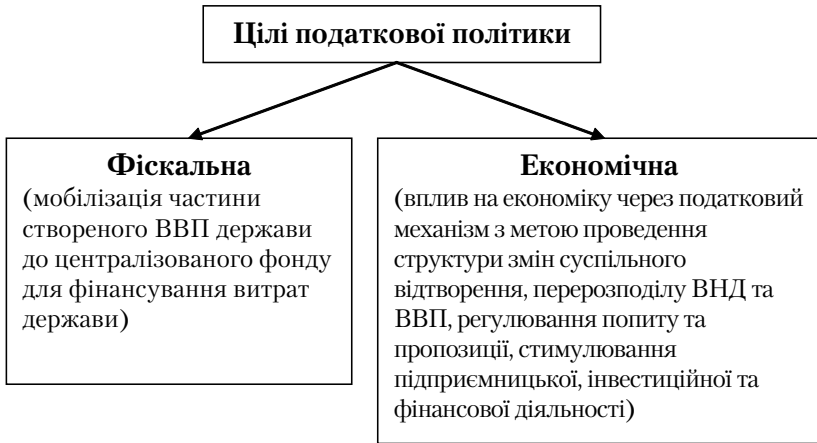 Цілі податкової політики
Фіскальна
(мобілізація частини
створеного ВВП держави
до централізованого фонду
для фінансування витрат
держави)
Економічна
(вплив на економіку через податковий
механізм з метою проведення
структури змін суспільного
відтворення, перерозподілу ВНД та
ВВП, регулювання попиту та
пропозиції, стимулювання
підприємницької, інвестиційної та
фінансової діяльності)